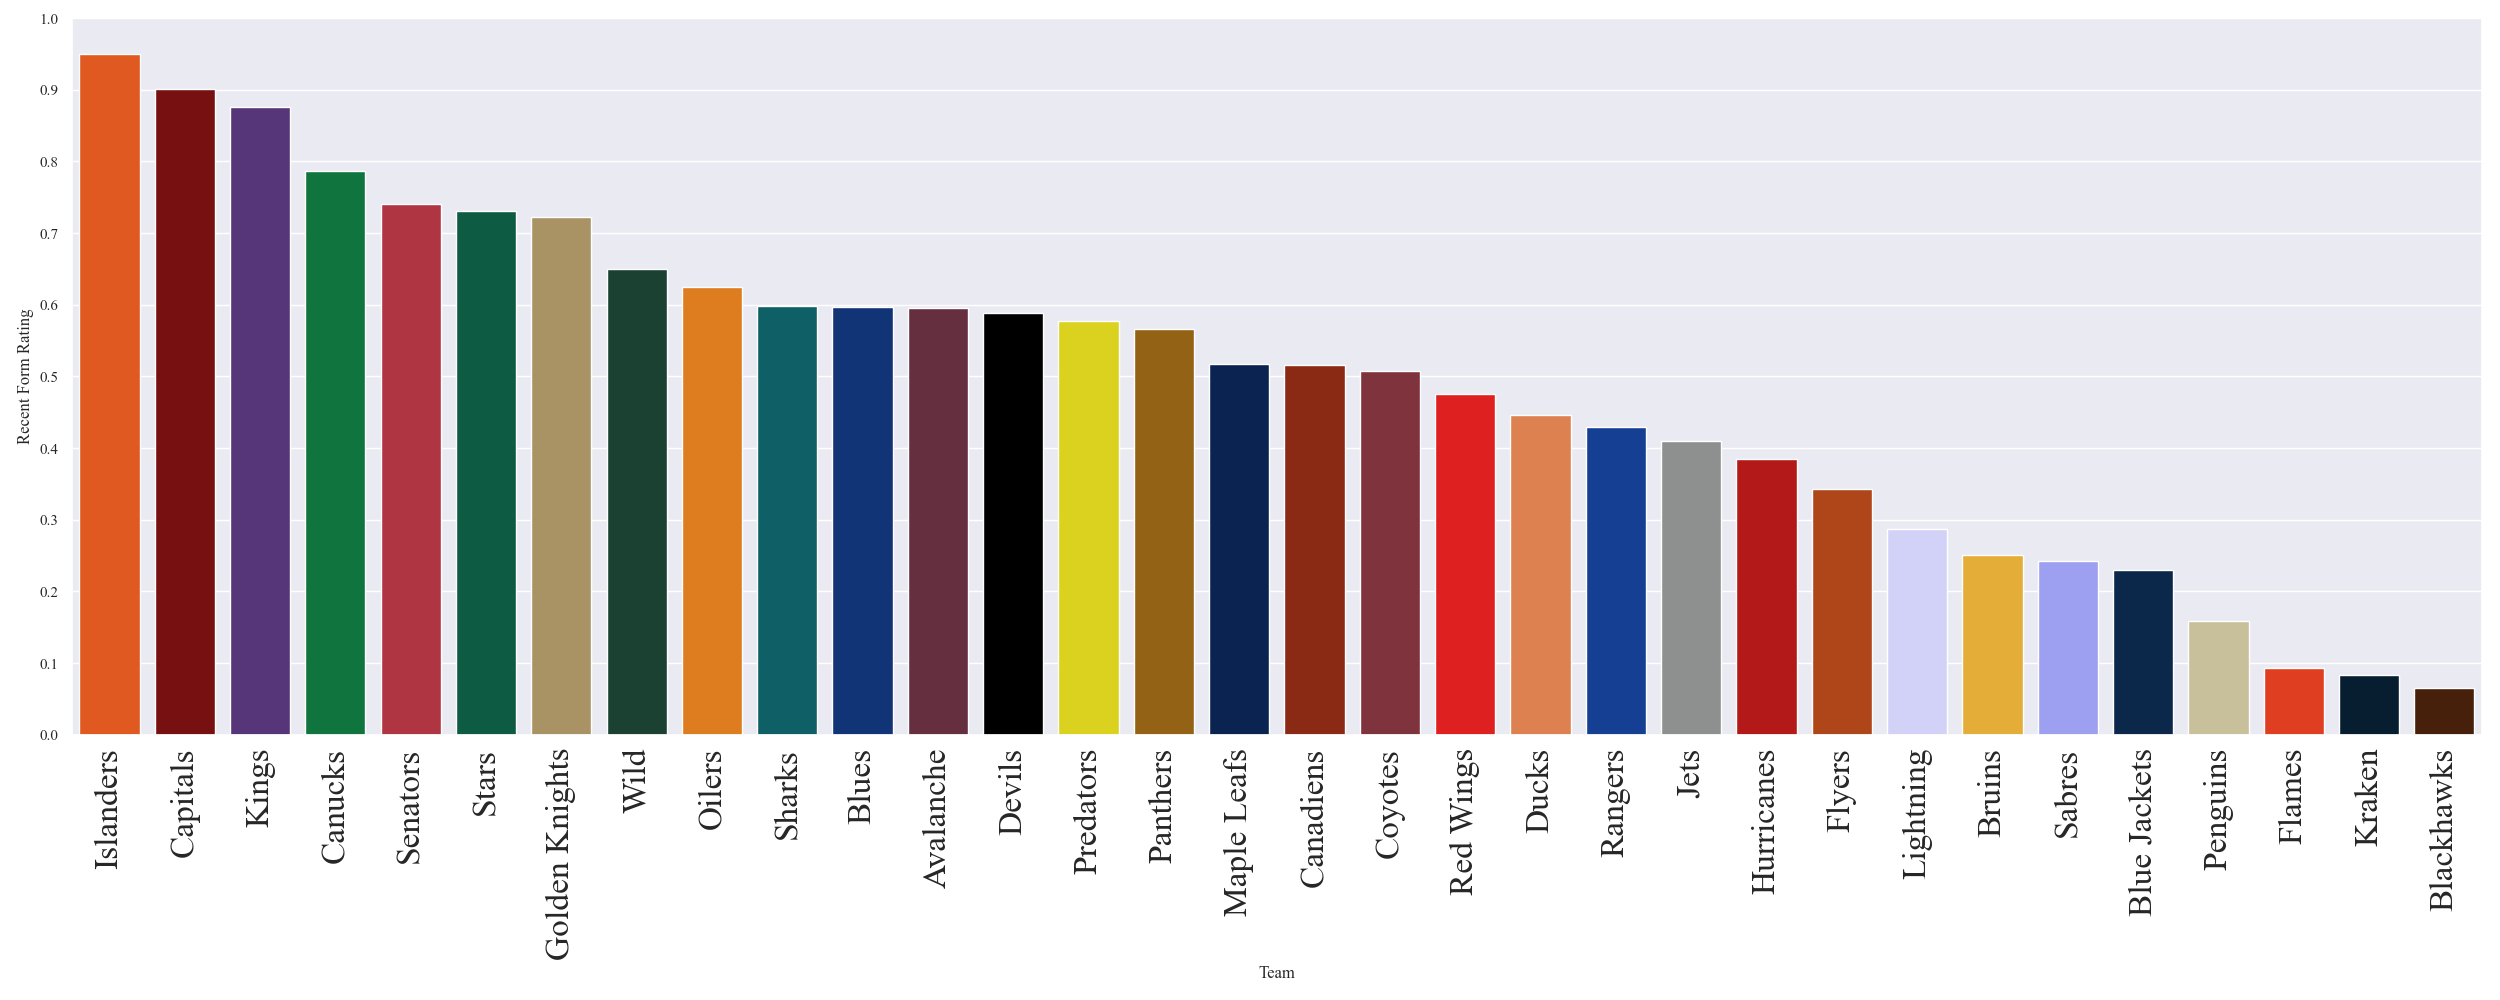 1.0
0.9
0.8
0.7
0.6
0.5
0.4
0.3
0.2
0.1
0.0
Recent Form Rating
Islanders
Capitals
Kings
Canucks
Senators
Stars
Golden Knights
Wild
Oilers
Sharks
Blues
Avalanche
Devils
Predators
Panthers
Maple Leafs
Canadiens
Coyotes
Red Wings
Ducks
Rangers
Jets
Hurricanes
Flyers
Lightning
Bruins
Sabres
Blue Jackets
Penguins
Flames
Kraken
Blackhawks
Team